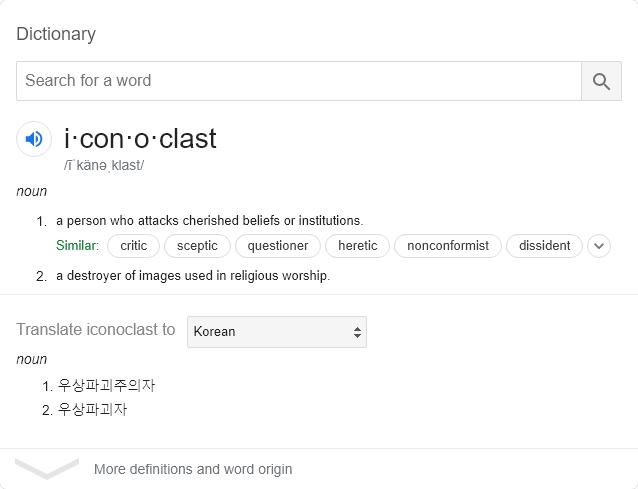 Dictionary
Search for a word
i·con·o·clast
/īˈkänəˌklast/
noun
1. a person who attacks cherished beliefs or institutions.
Similar: critic sceptic questioner heretic nonconformist dissident
2. a destroyer of images used in religious worship.
Translate iconoclast to Korean
noun
1. 우상파괴주의자
2. 우상파괴자
More definitions and word origin